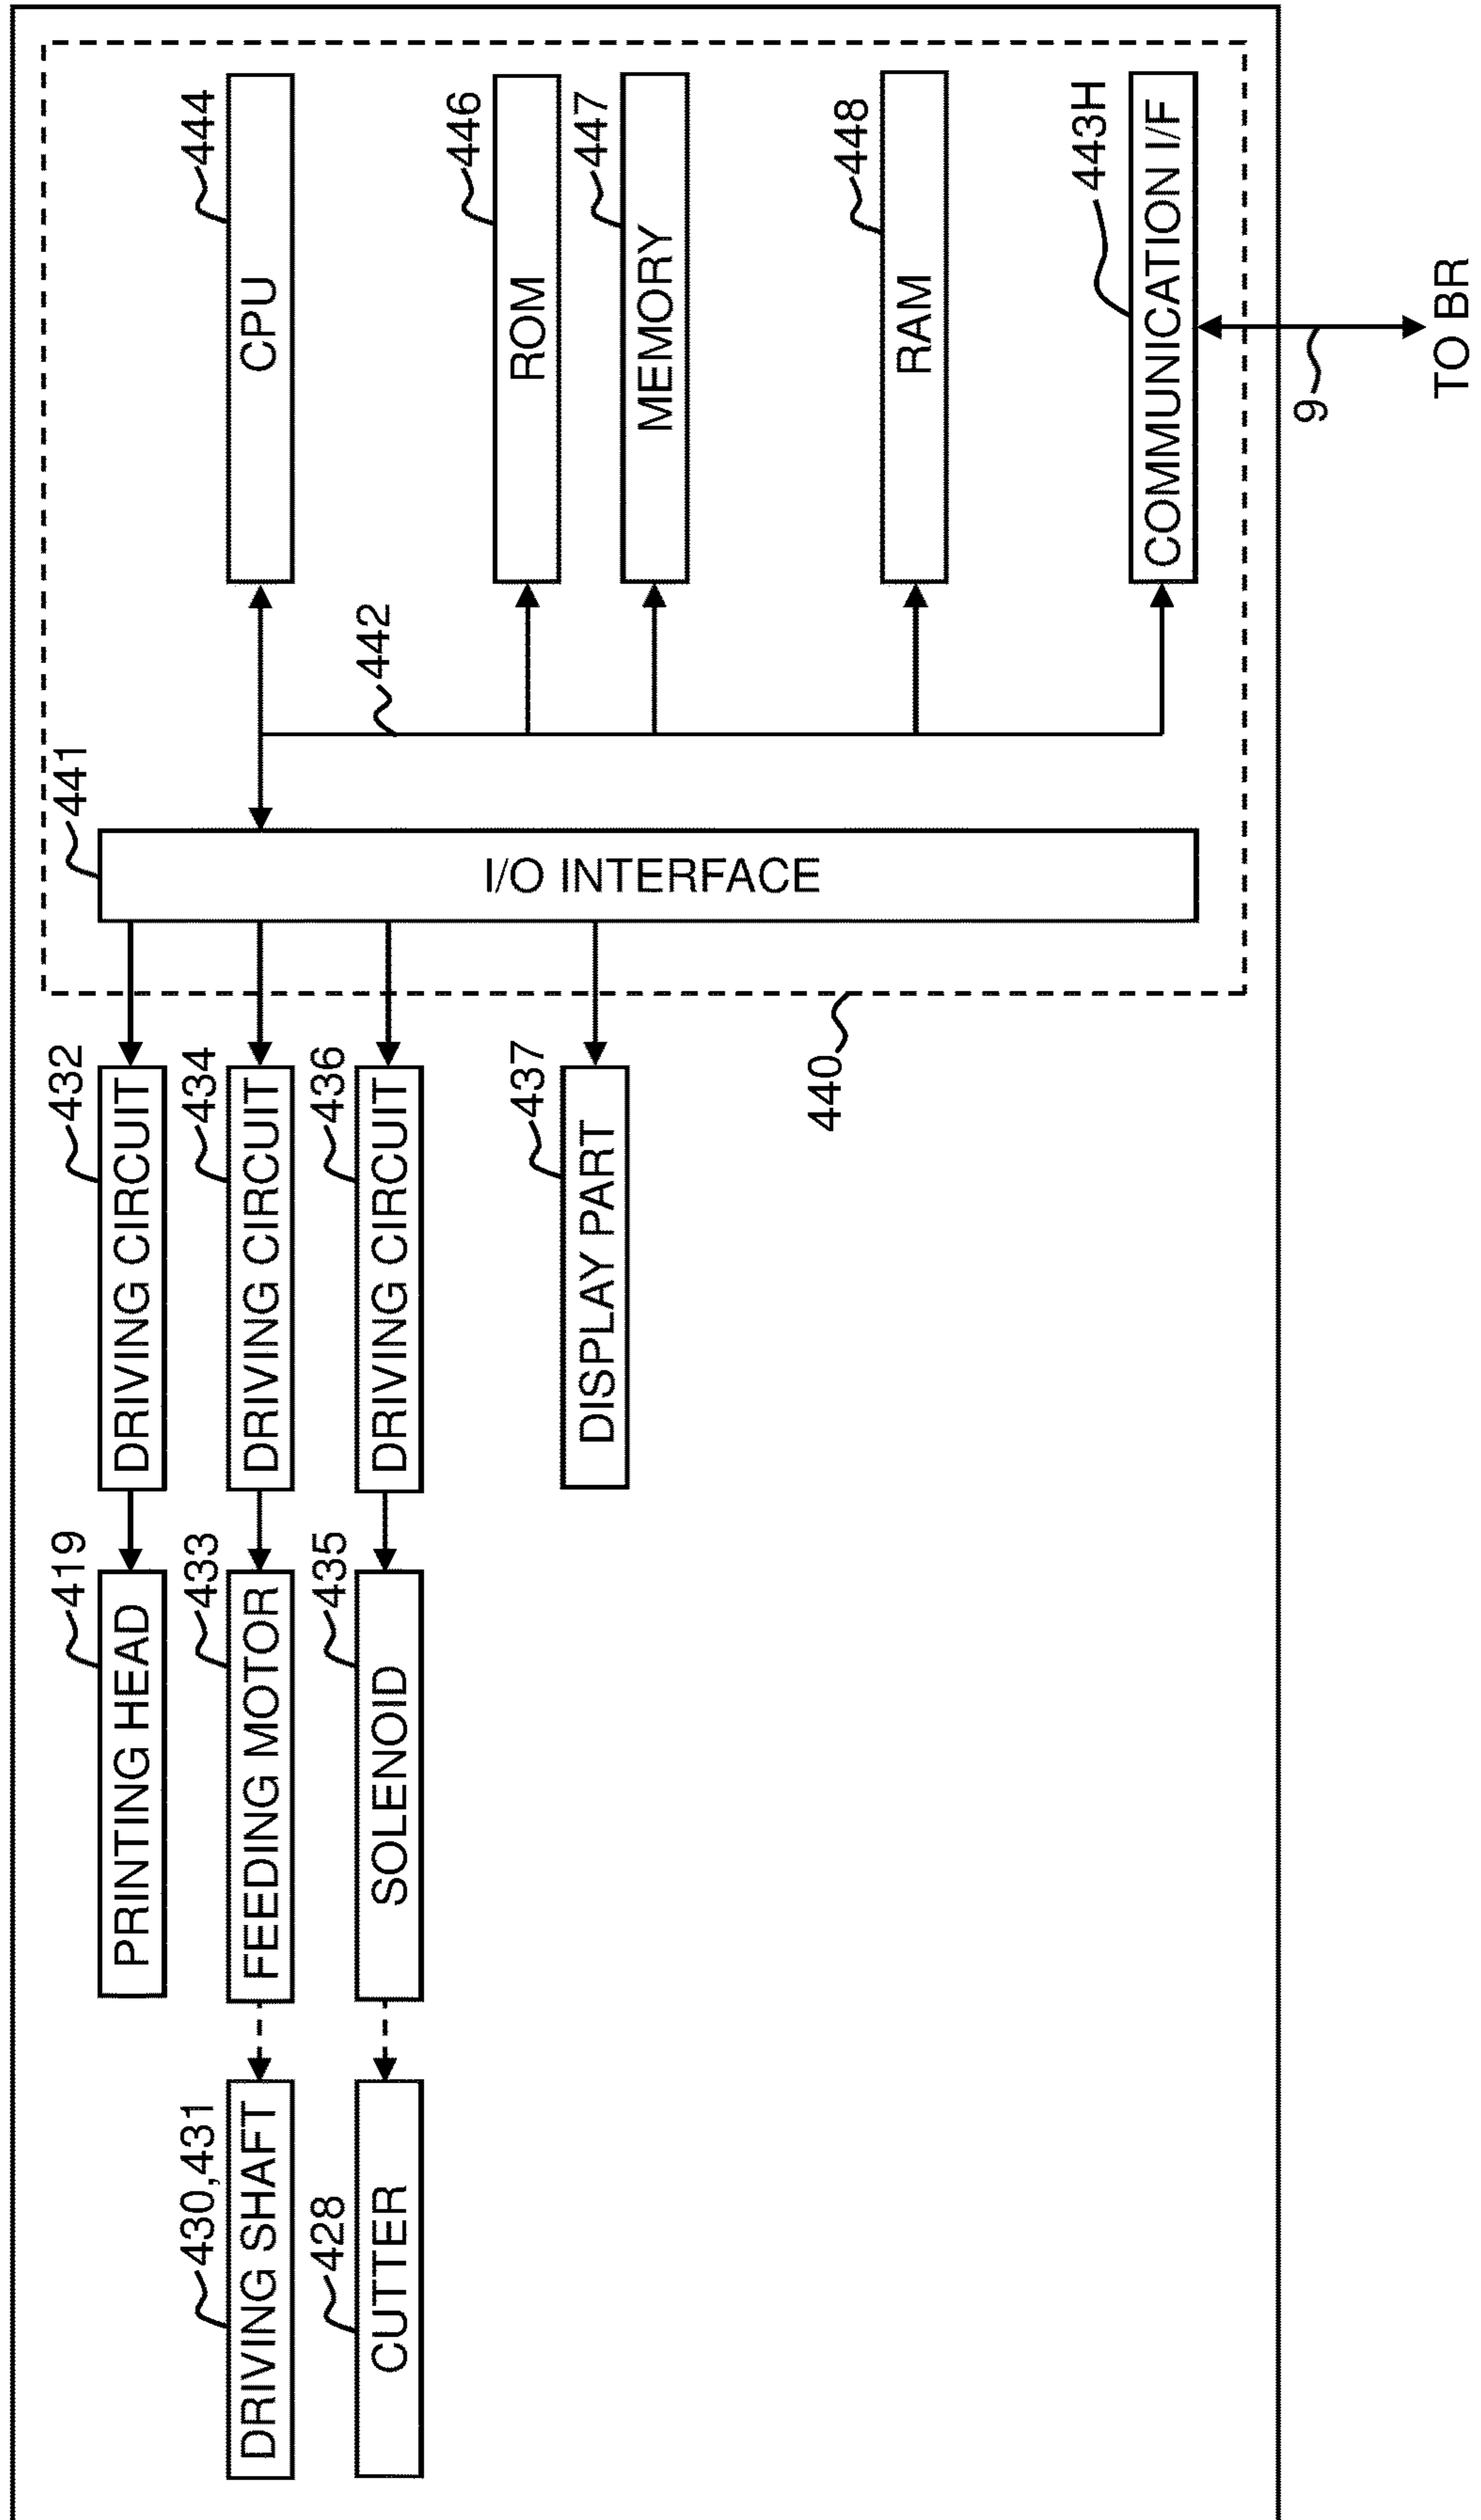 430,431
DRIVING SHAFT
428
CUTTER
419
PRINTING HEAD
433
FEEDING MOTOR
435
SOLENOID
432
DRIVING CIRCUIT
434
DRIVING CIRCUIT
436
DRIVING CIRCUIT
437
DISPLAY PART
440
441
I/O INTERFACE
442
444
CPU
446
ROM
447
MEMORY
448
RAM
443H
COMMUNICATION I/F
9
TO BR